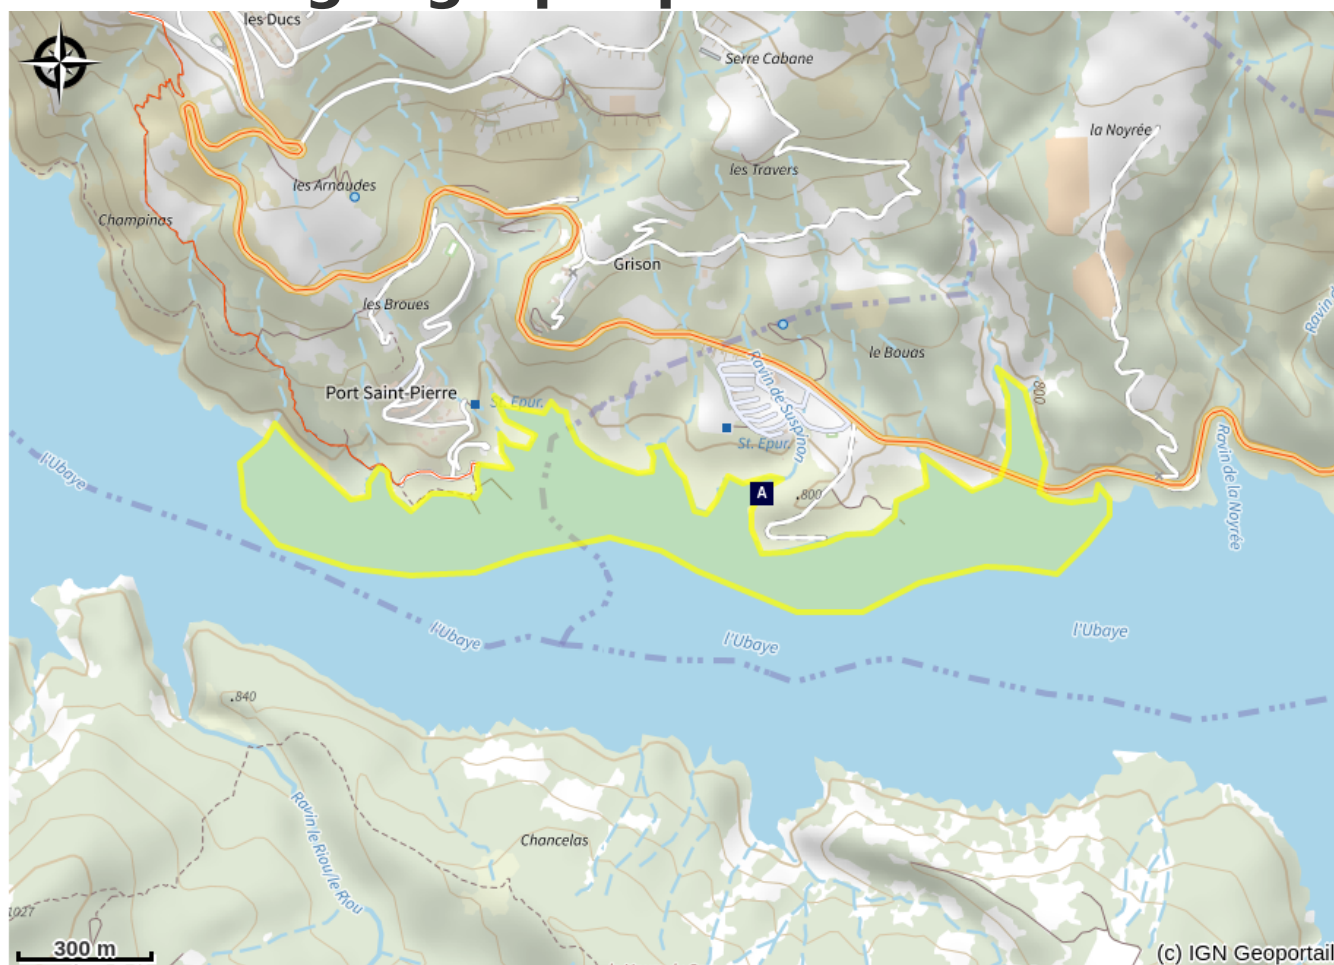 les Ducs
Serre Cabane
la Noyrée
les Travers
les Arnaudes
Champinas
Grison
les Broues
Ravin
le Bouas
Port Saint-Pierre
St. Epur.
Ravin de Suspinon
800
St. Epur.
Ravin de la Noyrée
l'Ubaye
A
800
l'Ubaye
l'Ubaye
l'Ubaye
840
Ravin le Riou/le Riou
Chancelas
1027
300 m
(c) IGN Geoportail